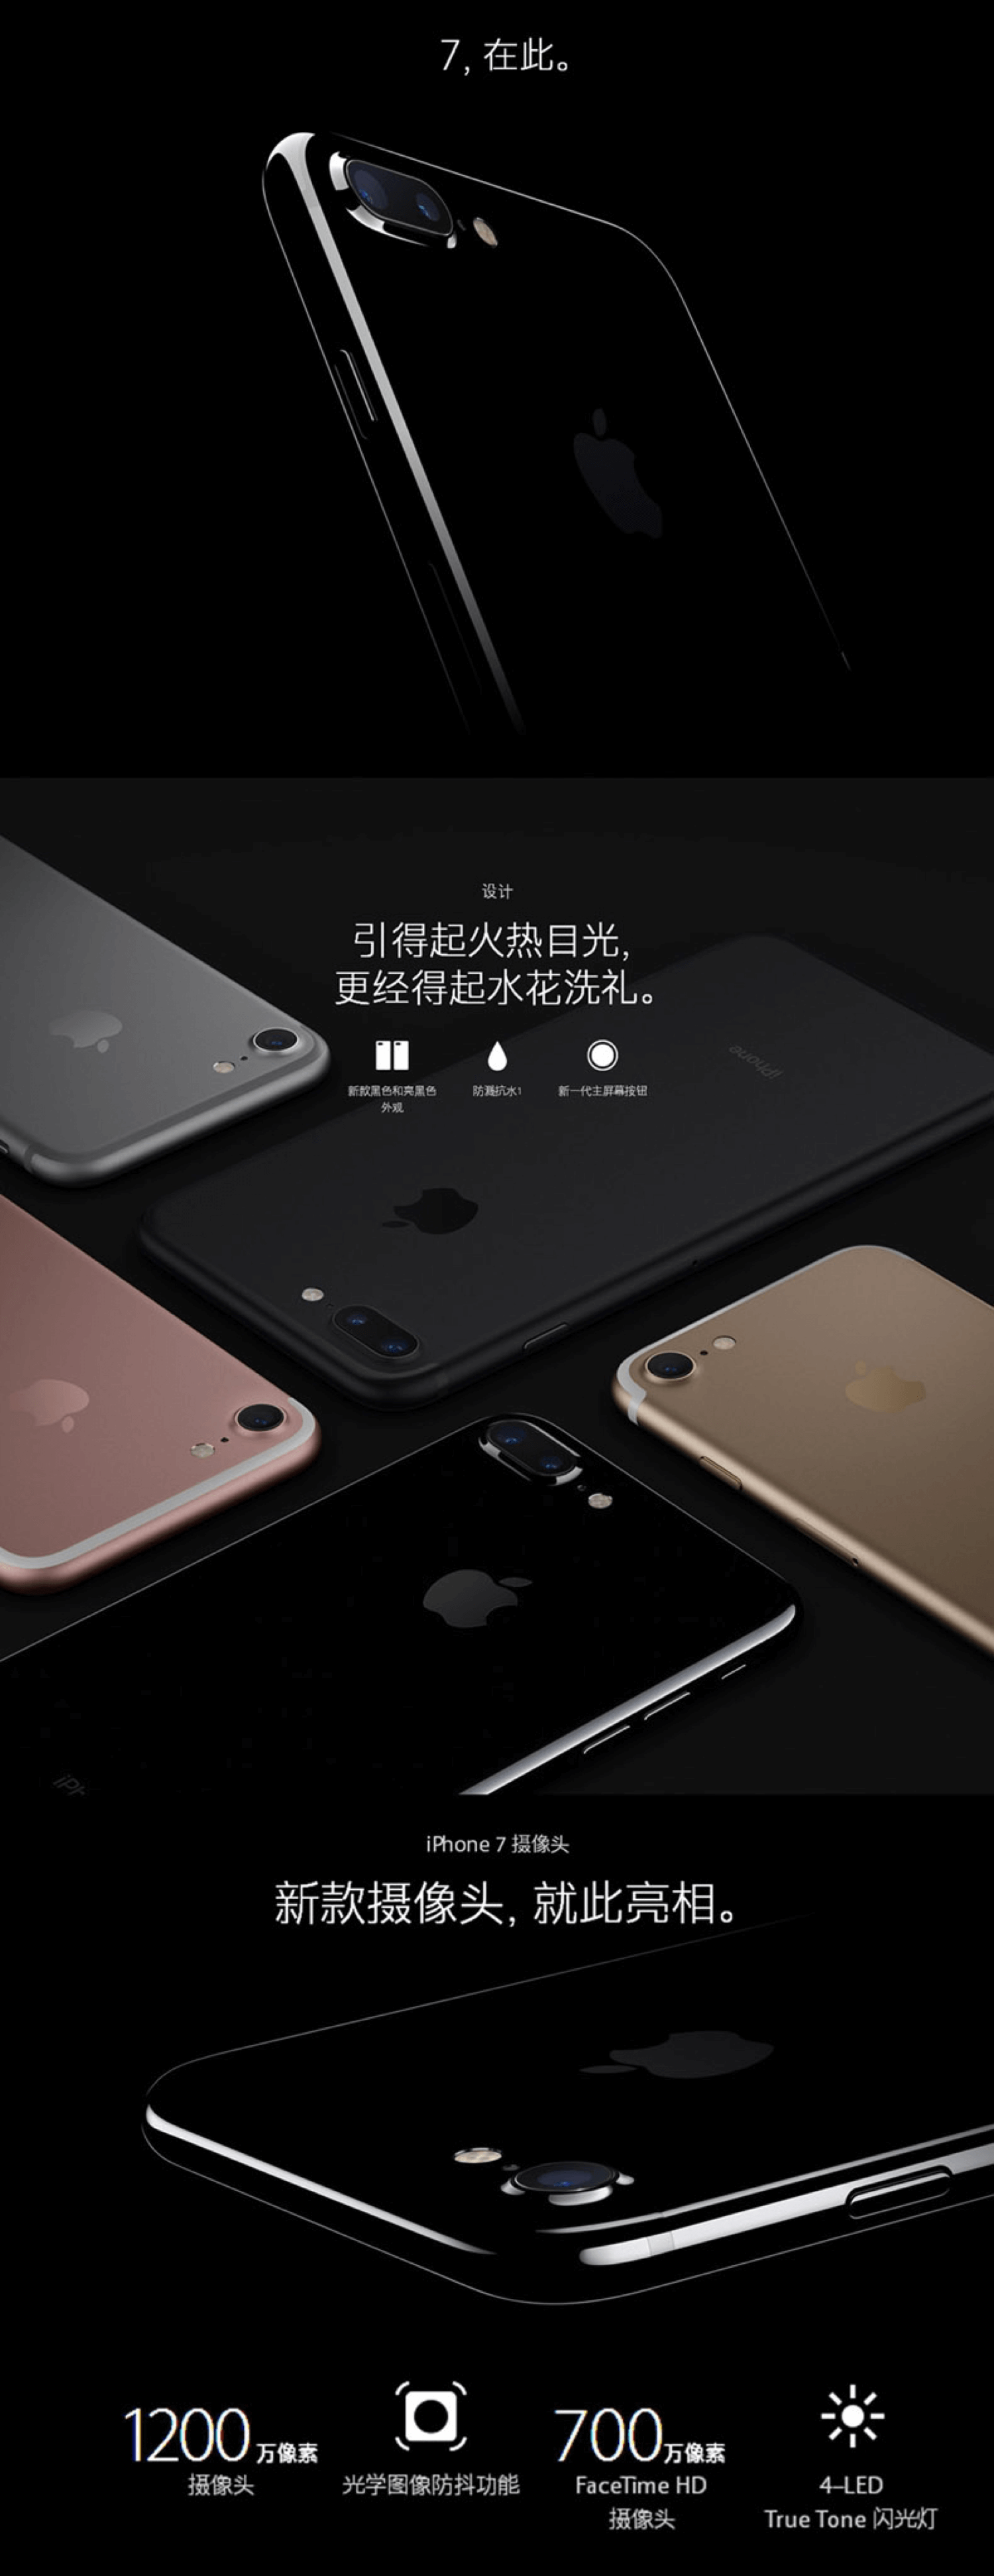 7, 在此。
设计
引得起火热目光,
更经得起水花洗礼。
新款黑色和亮黑色
外观
防溅抗水1
新一代主屏幕按钮
iPhone
iPh
iPhone 7 摄像头
新款摄像头, 就此亮相。
1200万像素
摄像头
光学图像防抖功能
700万像素
FaceTime HD
摄像头
4-LED
True Tone 闪光灯